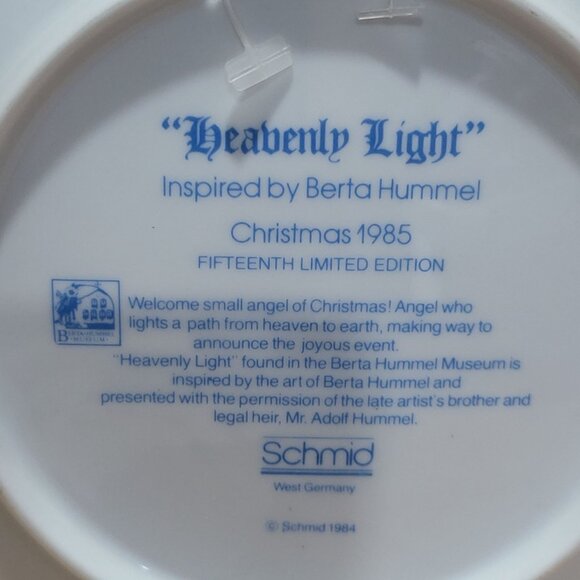 "Heavenly Light"
Inspired by Berta Hummel
Christmas 1985
FIFTEENTH LIMITED EDITION
BERTA HUMMEL
MUSEUM
Welcome small angel of Christmas! Angel who
lights a path from heaven to earth, making way to
announce the joyous event.
"Heavenly Light" found in the Berta Hummel Museum is
inspired by the art of Berta Hummel and
presented with the permission of the late artist's brother and
legal heir, Mr. Adolf Hummel.
Schmid
West Germany
© Schmid 1984